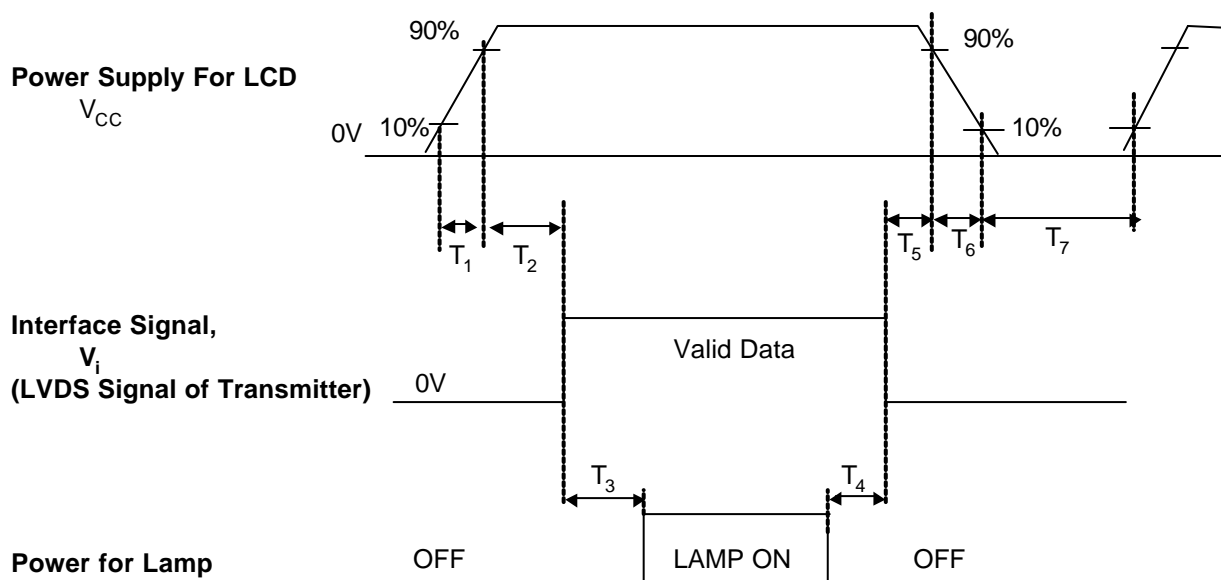 90%
90%
Power Supply For LCD
VCC
0V
10%
10%
T1
T2
T5
T6
T7
Interface Signal,
Vi
(LVDS Signal of Transmitter)
Valid Data
0V
T3
T4
Power for Lamp
OFF
LAMP ON
OFF